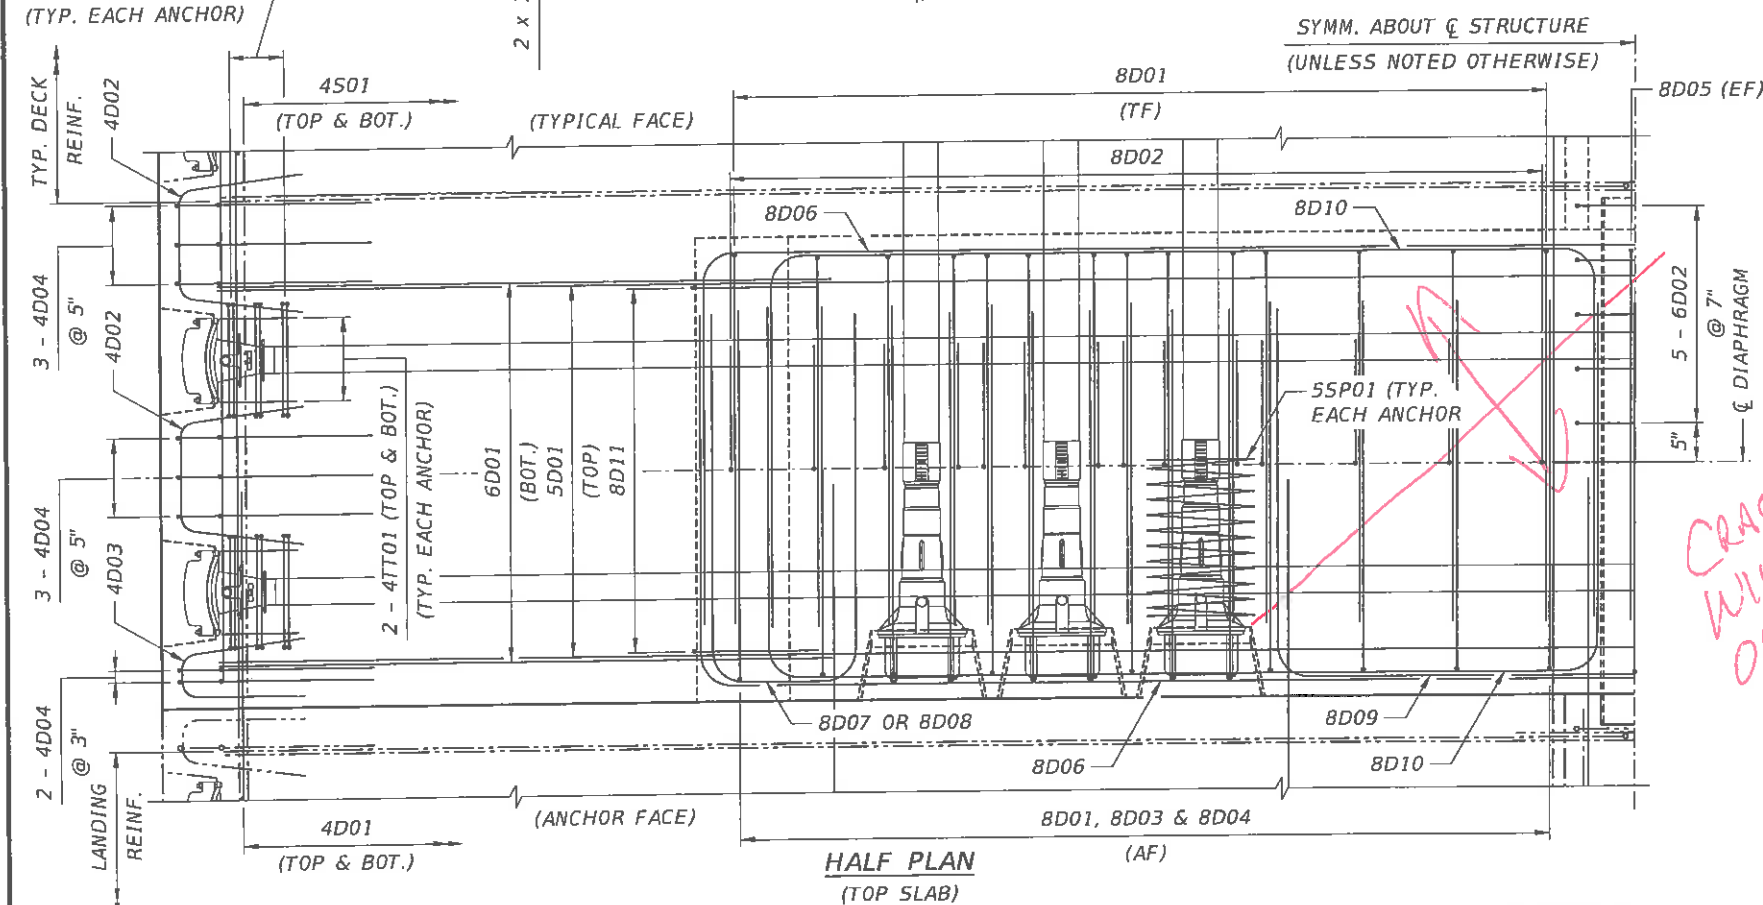 (TYP. EACH ANCHOR)
2 x
SYMM. ABOUT ℄ STRUCTURE
(UNLESS NOTED OTHERWISE)
8D05 (EF)
TYP. DECK
REINF.
4D02
4S01
(TOP & BOT.)
(TYPICAL FACE)
8D01
(TF)
8D02
8D06
8D10
3 - 4D04
@ 5"
4D02
5 - 6D02
@ 7"
5"
℄ DIAPHRAGM
5SP01 (TYP.
EACH ANCHOR
2 - 4TT01 (TOP & BOT.)
(TYP. EACH ANCHOR)
6D01
(BOT.)
5D01
(TOP)
8D11
3 - 4D04
@ 5"
4D03
2 - 4D04
@ 3"
LANDING
REINF.
8D07 OR 8D08
8D09
8D06
8D10
4D01
(TOP & BOT.)
(ANCHOR FACE)
8D01, 8D03 & 8D04
(AF)
HALF PLAN
(TOP SLAB)